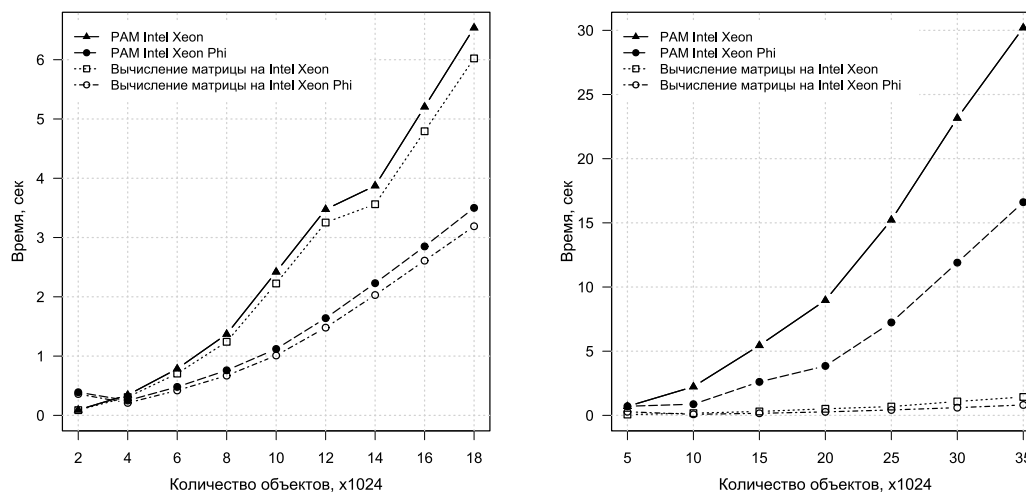 PAM Intel Xeon
PAM Intel Xeon Phi
Вычисление матрицы на Intel Xeon
Вычисление матрицы на Intel Xeon Phi
Время, сек
6
5
4
3
2
1
0
2 4 6 8 10 12 14 16 18
Количество объектов, x1024
PAM Intel Xeon
PAM Intel Xeon Phi
Вычисление матрицы на Intel Xeon
Вычисление матрицы на Intel Xeon Phi
Время, сек
30
25
20
15
10
5
0
5 10 15 20 25 30 35
Количество объектов, x1024